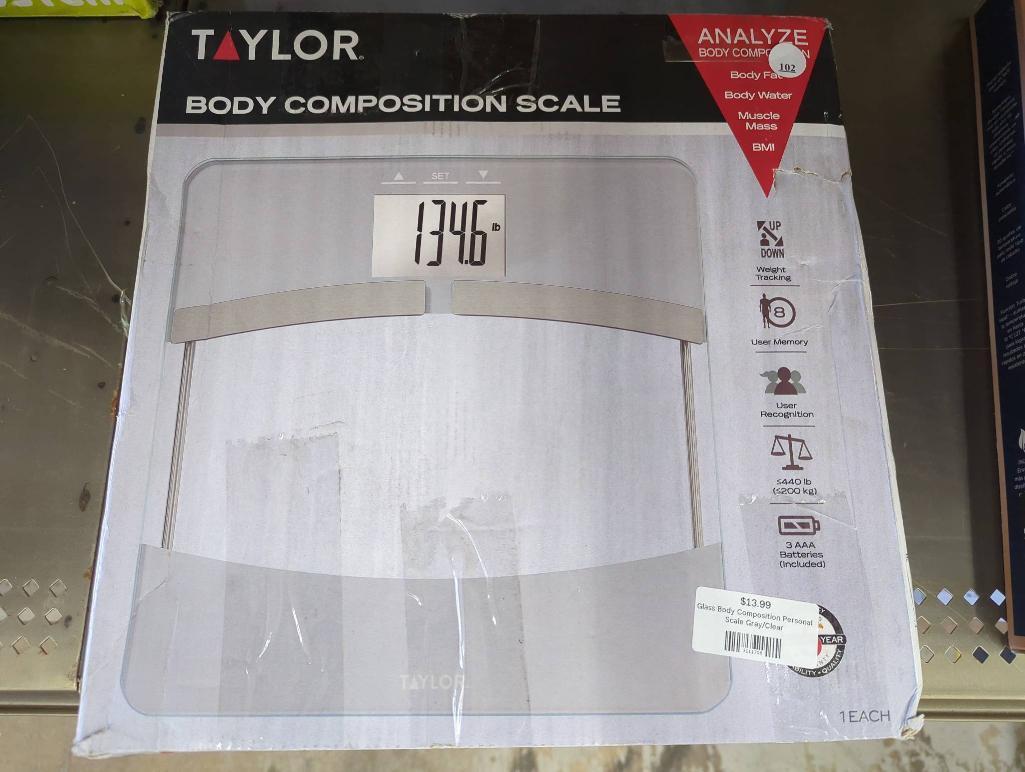 TAYLOR
BODY COMPOSITION SCALE
ANALYZE
BODY
102
Body
Body Water
Muscle
Mass
BMI
SET
134.6 lb
UP
DOWN
Weight
Tracking
8
User Memory
User
Recognition
≤440 lb
(≤200 kg)
3 AAA
Batteries
(included)
$13.99
Glass Body Composition Personal
Scale Gray/Clear
YEAR
QUALITY
TAYLOR
1 EACH